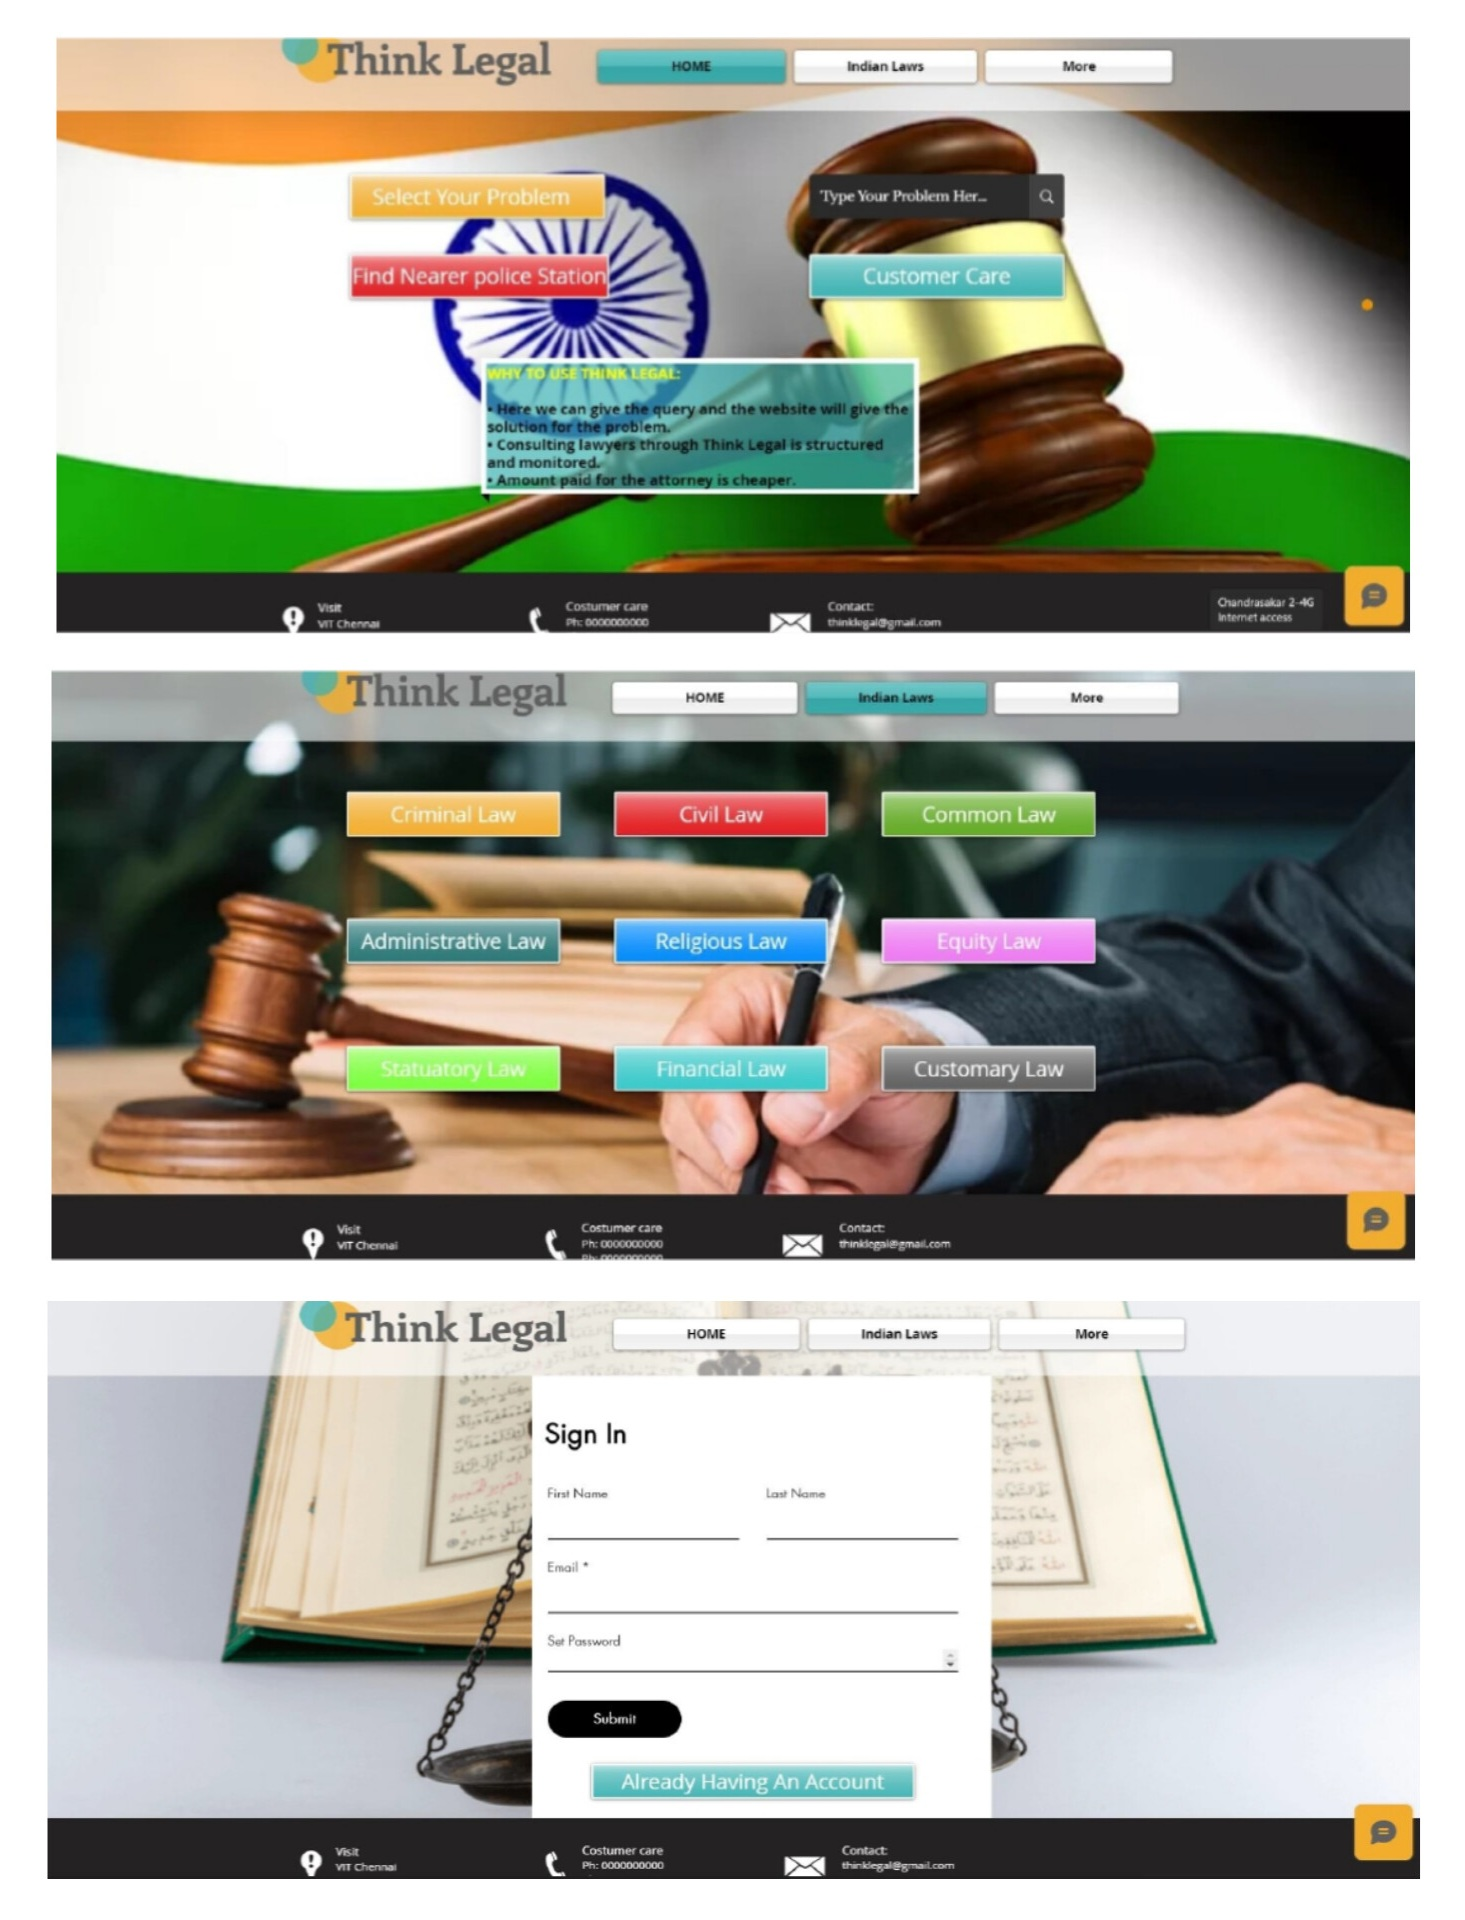 Think Legal
HOME
Indian Laws
More
Select Your Problem
Type Your Problem Her...
Find Nearer police Station
Customer Care
WHY TO USE THINK LEGAL:
• Here we can give the query and the website will give the
solution for the problem.
• Consulting lawyers through Think Legal is structured
and monitored.
• Amount paid for the attorney is cheaper.
Visit
VIT Chennai
Costumer care
Ph: 0000000000
Contact:
thinklegal@gmail.com
Chandrasakar 2-4G
Internet access
Think Legal
HOME
Indian Laws
More
Criminal Law
Civil Law
Common Law
Administrative Law
Religious Law
Equity Law
Statuatory Law
Financial Law
Customary Law
Visit
VIT Chennai
Costumer care
Ph: 0000000000
Ph: 0000000000
Contact:
thinklegal@gmail.com
Think Legal
HOME
Indian Laws
More
Sign In
First Name
Last Name
Email *
Set Password
Submit
Already Having An Account
Visit
VIT Chennai
Costumer care
Ph: 0000000000
Contact:
thinklegal@gmail.com